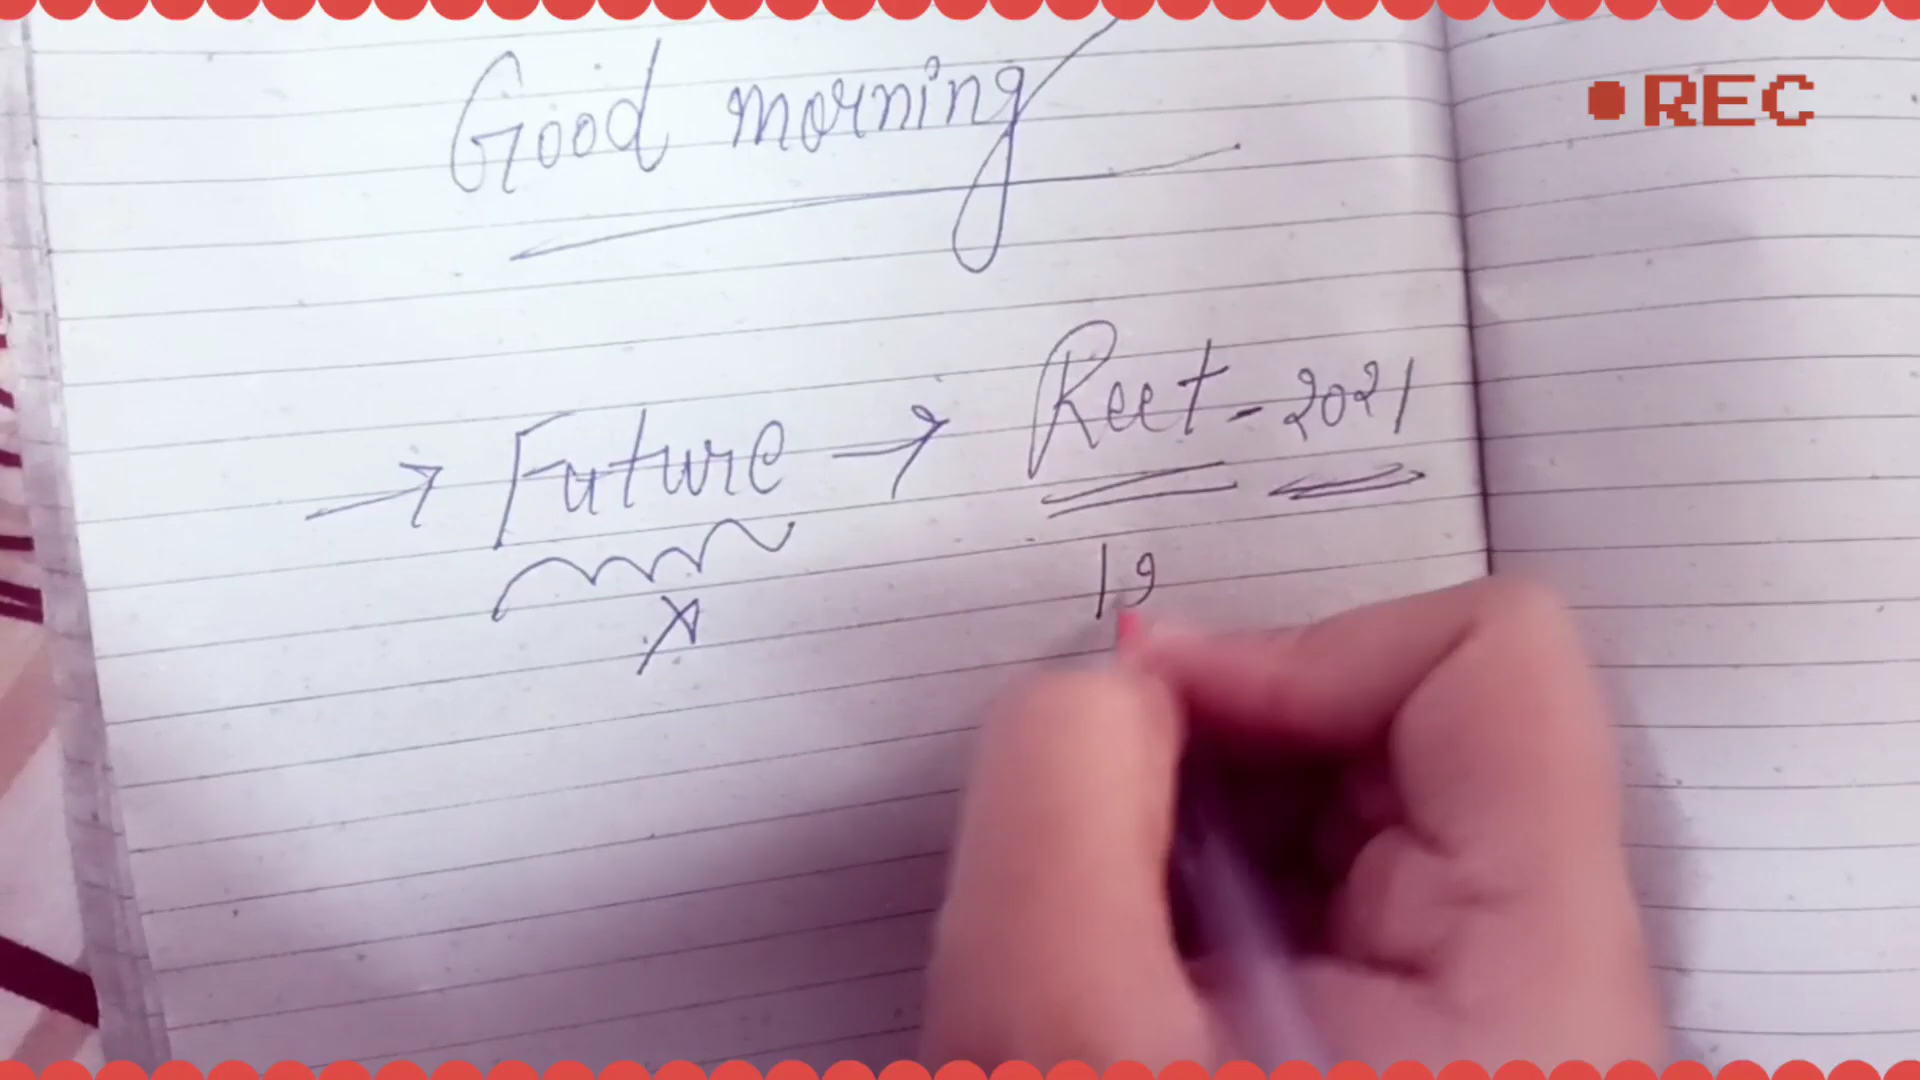 REC
Good morning
→ Future → Reet - 2021
19